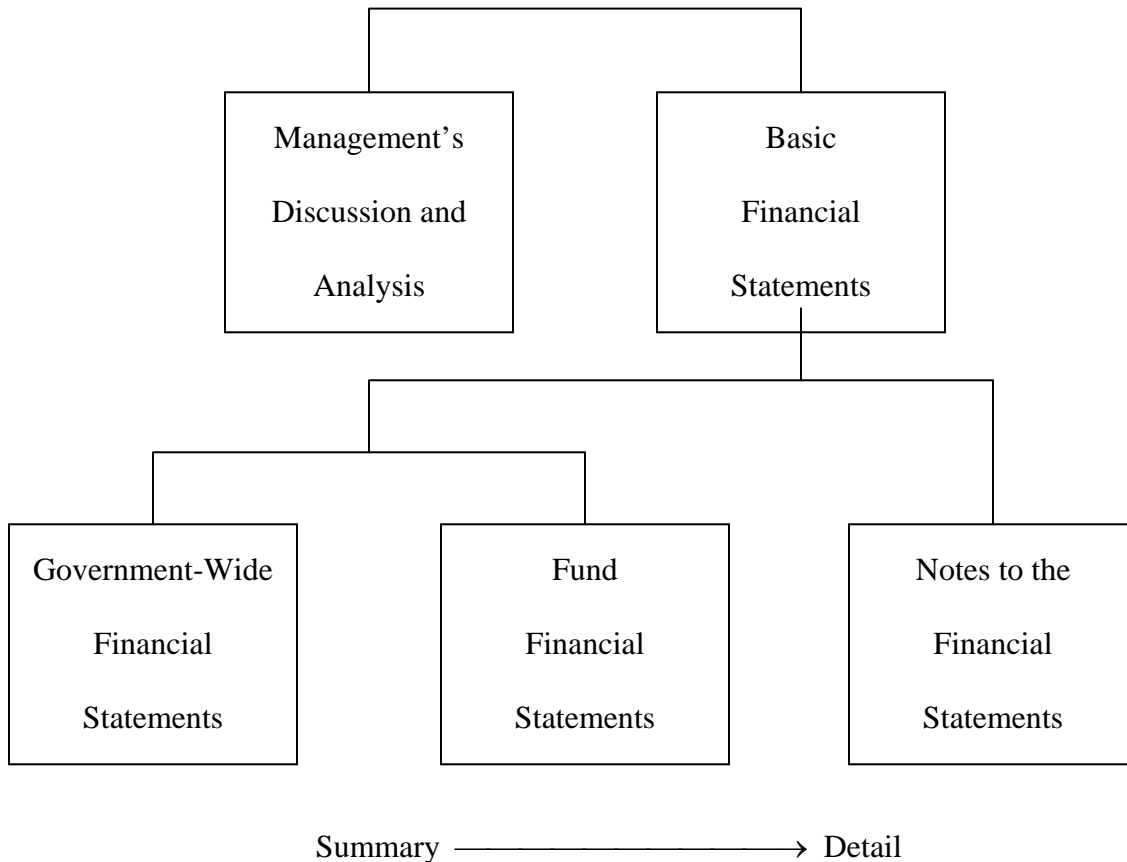 Management’s
Discussion and
Analysis
Basic
Financial
Statements
Government-Wide
Financial
Statements
Fund
Financial
Statements
Notes to the
Financial
Statements
Summary → Detail